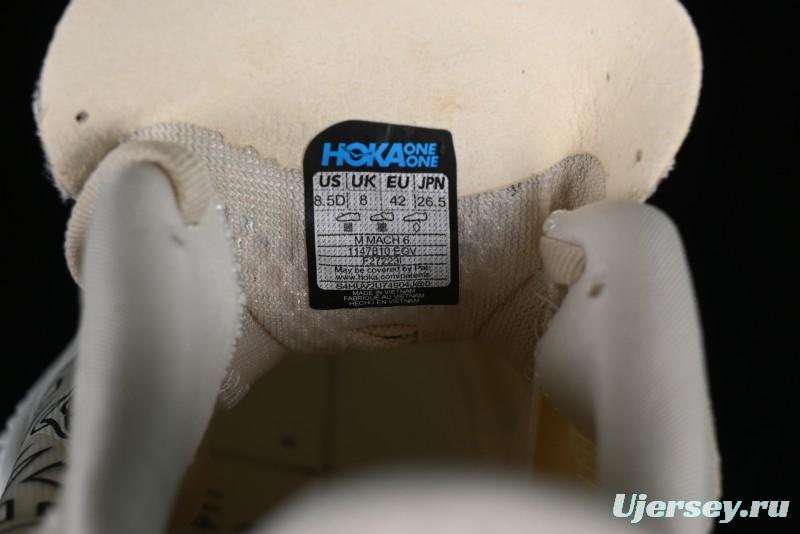 HOKA ONE ONE
US UK EU JPN
8.5D 8 42 26.5
M MACH 6
1147810 EGV
F27223I
May be covered by Pat.
www.hoka.com/patents
MADE IN VIETNAM
FABRIQUE AU VIETNAM
HECHO EN VIETNAM
Ujersey.ru